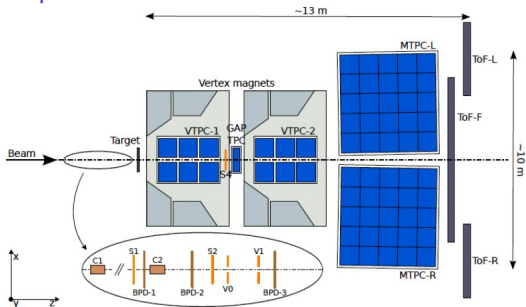 ~13 m
MTPC-L
ToF-L
Vertex magnets
VTPC-1
GAP
TPC
VTPC-2
ToF-F
Target
Beam
S4
~10 m
MTPC-R
ToF-R
x
y
z
C1
S1
BPD-1
C2
BPD-2
S2
V0
V1
BPD-3